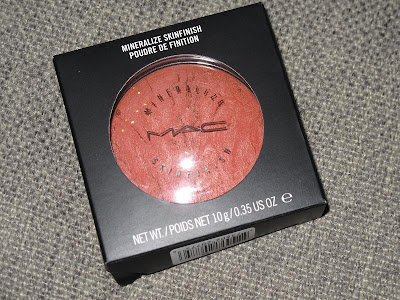 MINERALIZE SKINFINISH
POUDRE DE FINITION
MINERALIZE
MAC
SKINFINISH
NET WT. / POIDS NET 10 g / 0.35 US OZ e